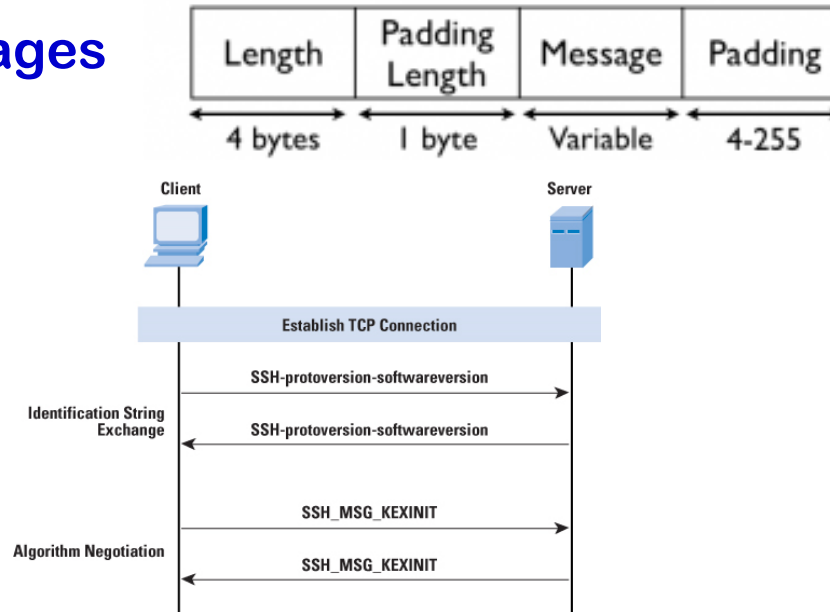 ages
Length
Padding
Length
Message
Padding
4 bytes
1 byte
Variable
4-255
Client
Server
Establish TCP Connection
SSH-protoversion-softwareversion
Identification String
Exchange
SSH-protoversion-softwareversion
SSH_MSG_KEXINIT
Algorithm Negotiation
SSH_MSG_KEXINIT